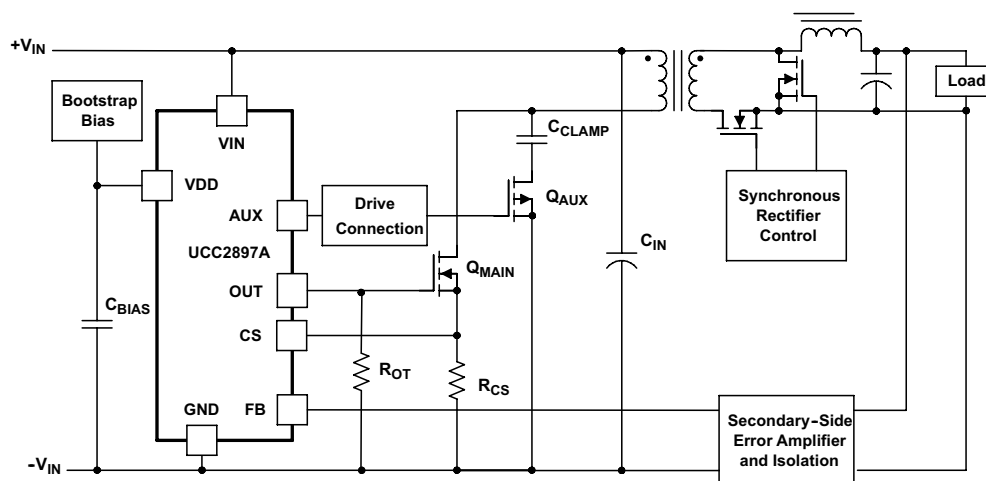 +VIN
Bootstrap
Bias
VIN
VDD
AUX
UCC2897A
OUT
CS
GND
FB
CBIAS
Drive
Connection
CCLAMP
QAUX
QMAIN
ROT
RCS
CIN
Synchronous
Rectifier
Control
Load
Secondary-Side
Error Amplifier
and Isolation
-VIN